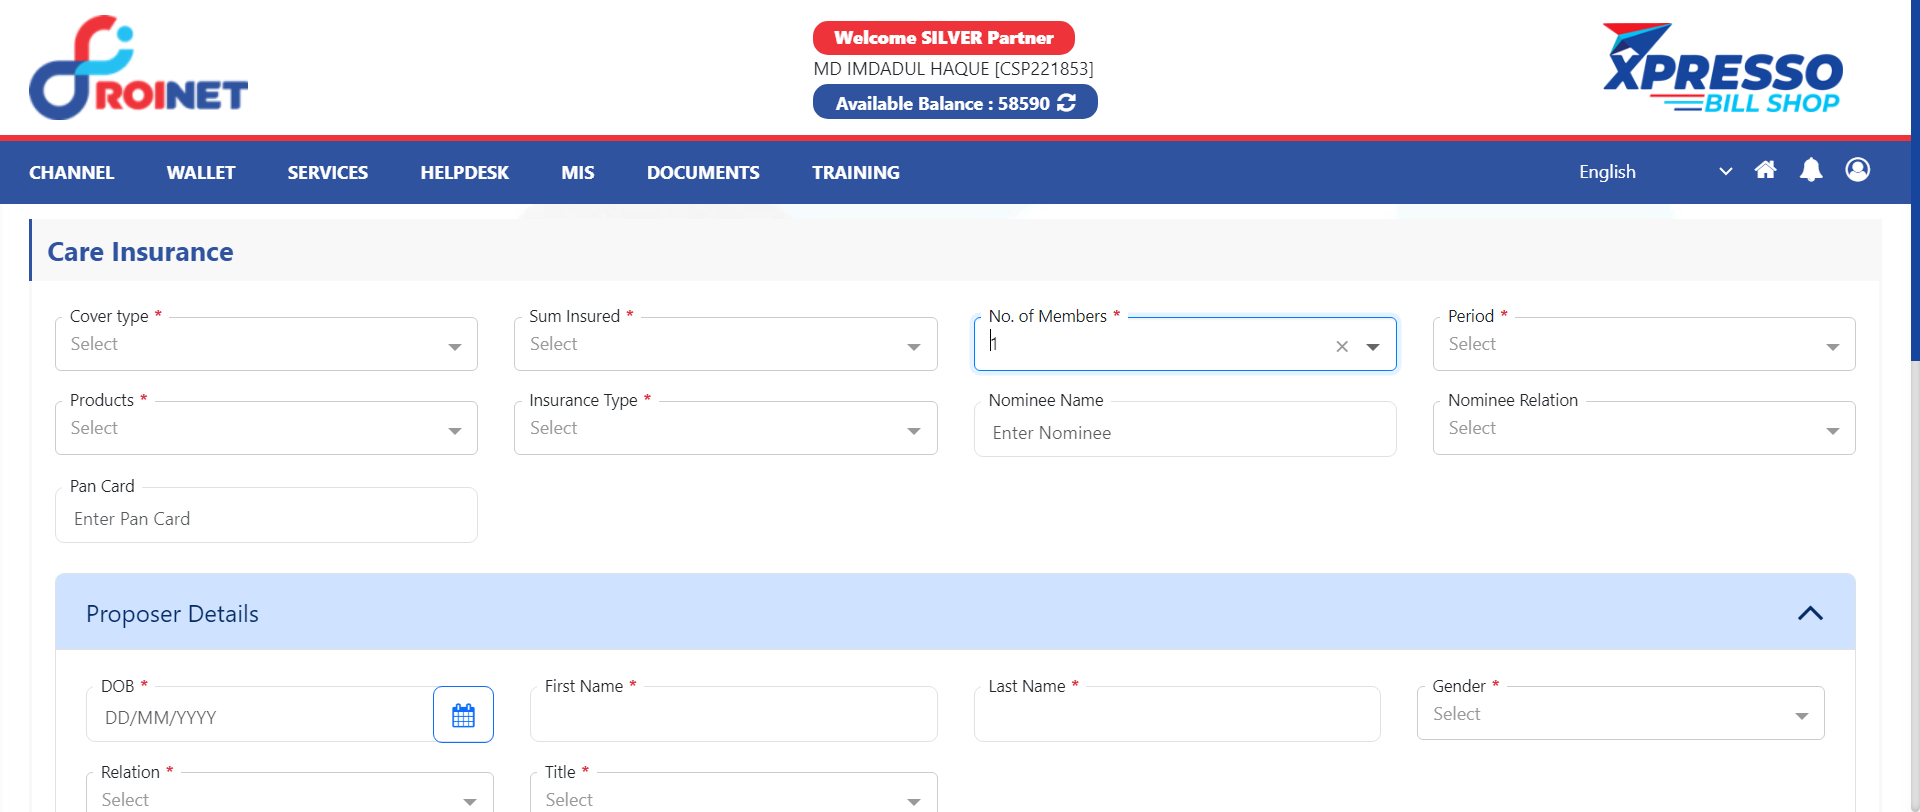 ROINET
Welcome SILVER Partner
MD IMDADUL HAQUE [CSP221853]
Available Balance : 58590
XPRESSO
BILL SHOP
CHANNEL WALLET SERVICES HELPDESK MIS DOCUMENTS TRAINING English
Care Insurance
Cover type * Sum Insured * No. of Members * Period *
Select Select 1 Select
Products * Insurance Type * Nominee Name Nominee Relation
Select Select Enter Nominee Select
Pan Card
Enter Pan Card
Proposer Details
DOB * First Name * Last Name * Gender *
DD/MM/YYYY Select
Relation * Title *
Select Select